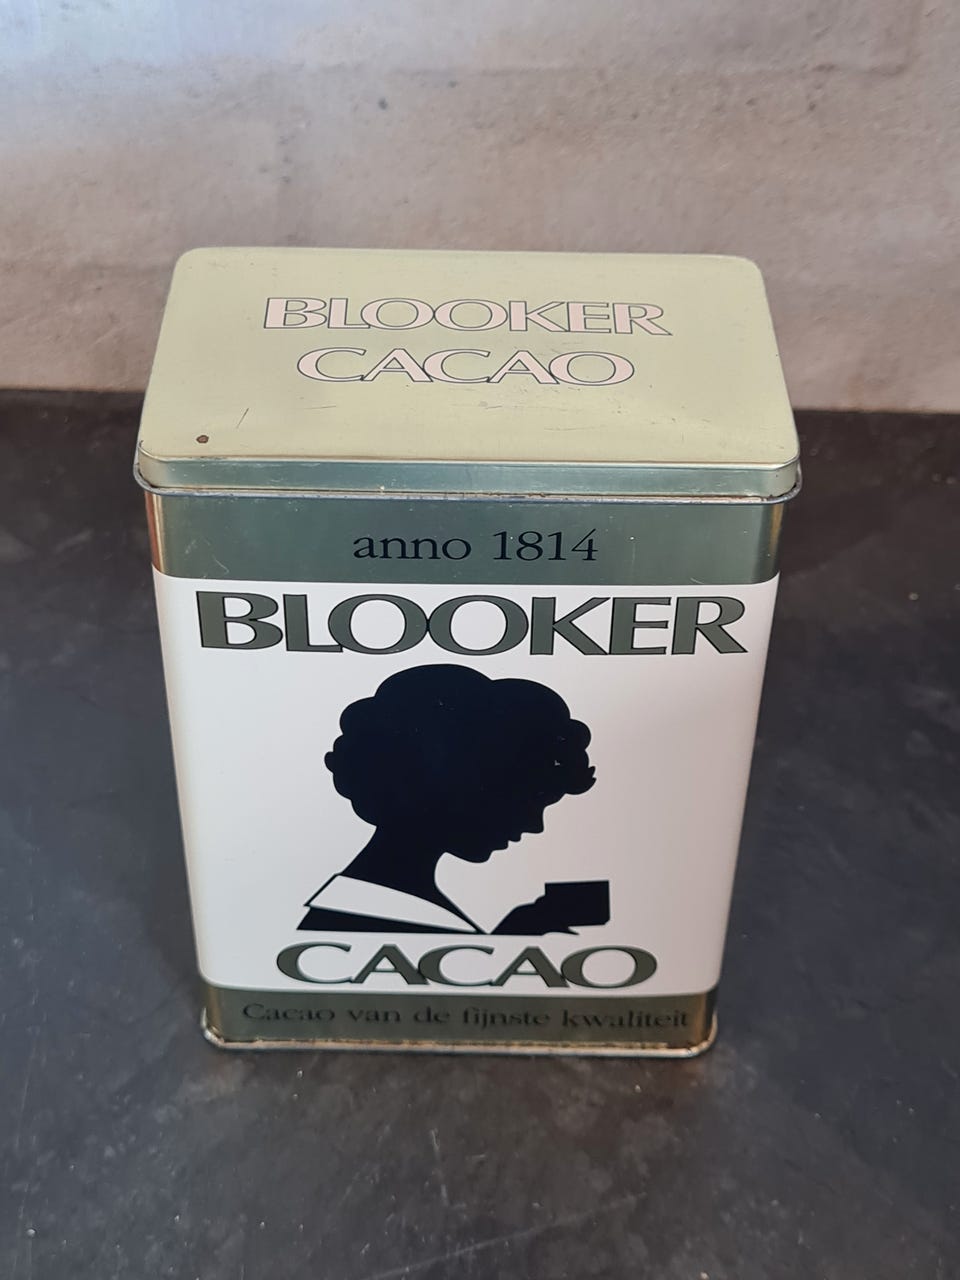 BLOOKER
CACAO
anno 1814
BLOOKER
CACAO
Cacao van de fijnste kwaliteit